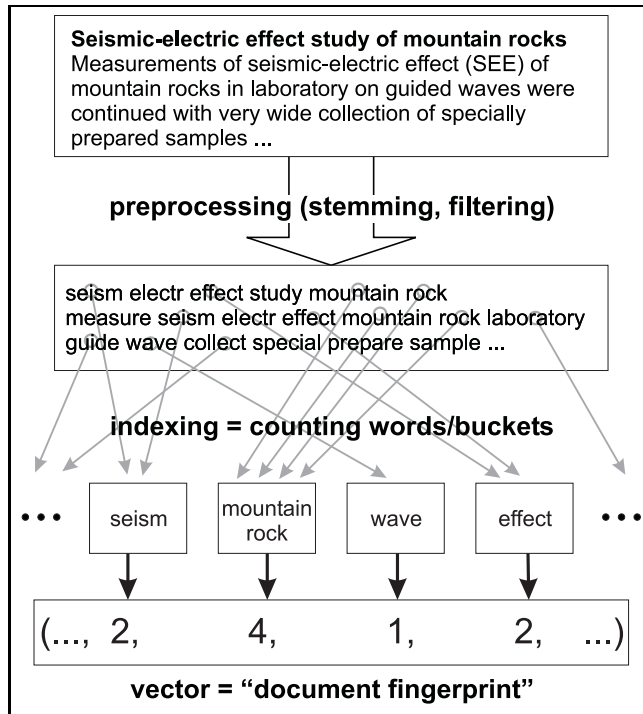 Seismic-electric effect study of mountain rocks
Measurements of seismic-electric effect (SEE) of
mountain rocks in laboratory on guided waves were
continued with very wide collection of specially
prepared samples ...
preprocessing (stemming, filtering)
seism electr effect study mountain rock
measure seism electr effect mountain rock laboratory
guide wave collect special prepare sample ...
indexing = counting words/buckets
••• seism mountain rock wave effect •••
(..., 2, 4, 1, 2, ...)
vector = “document fingerprint”